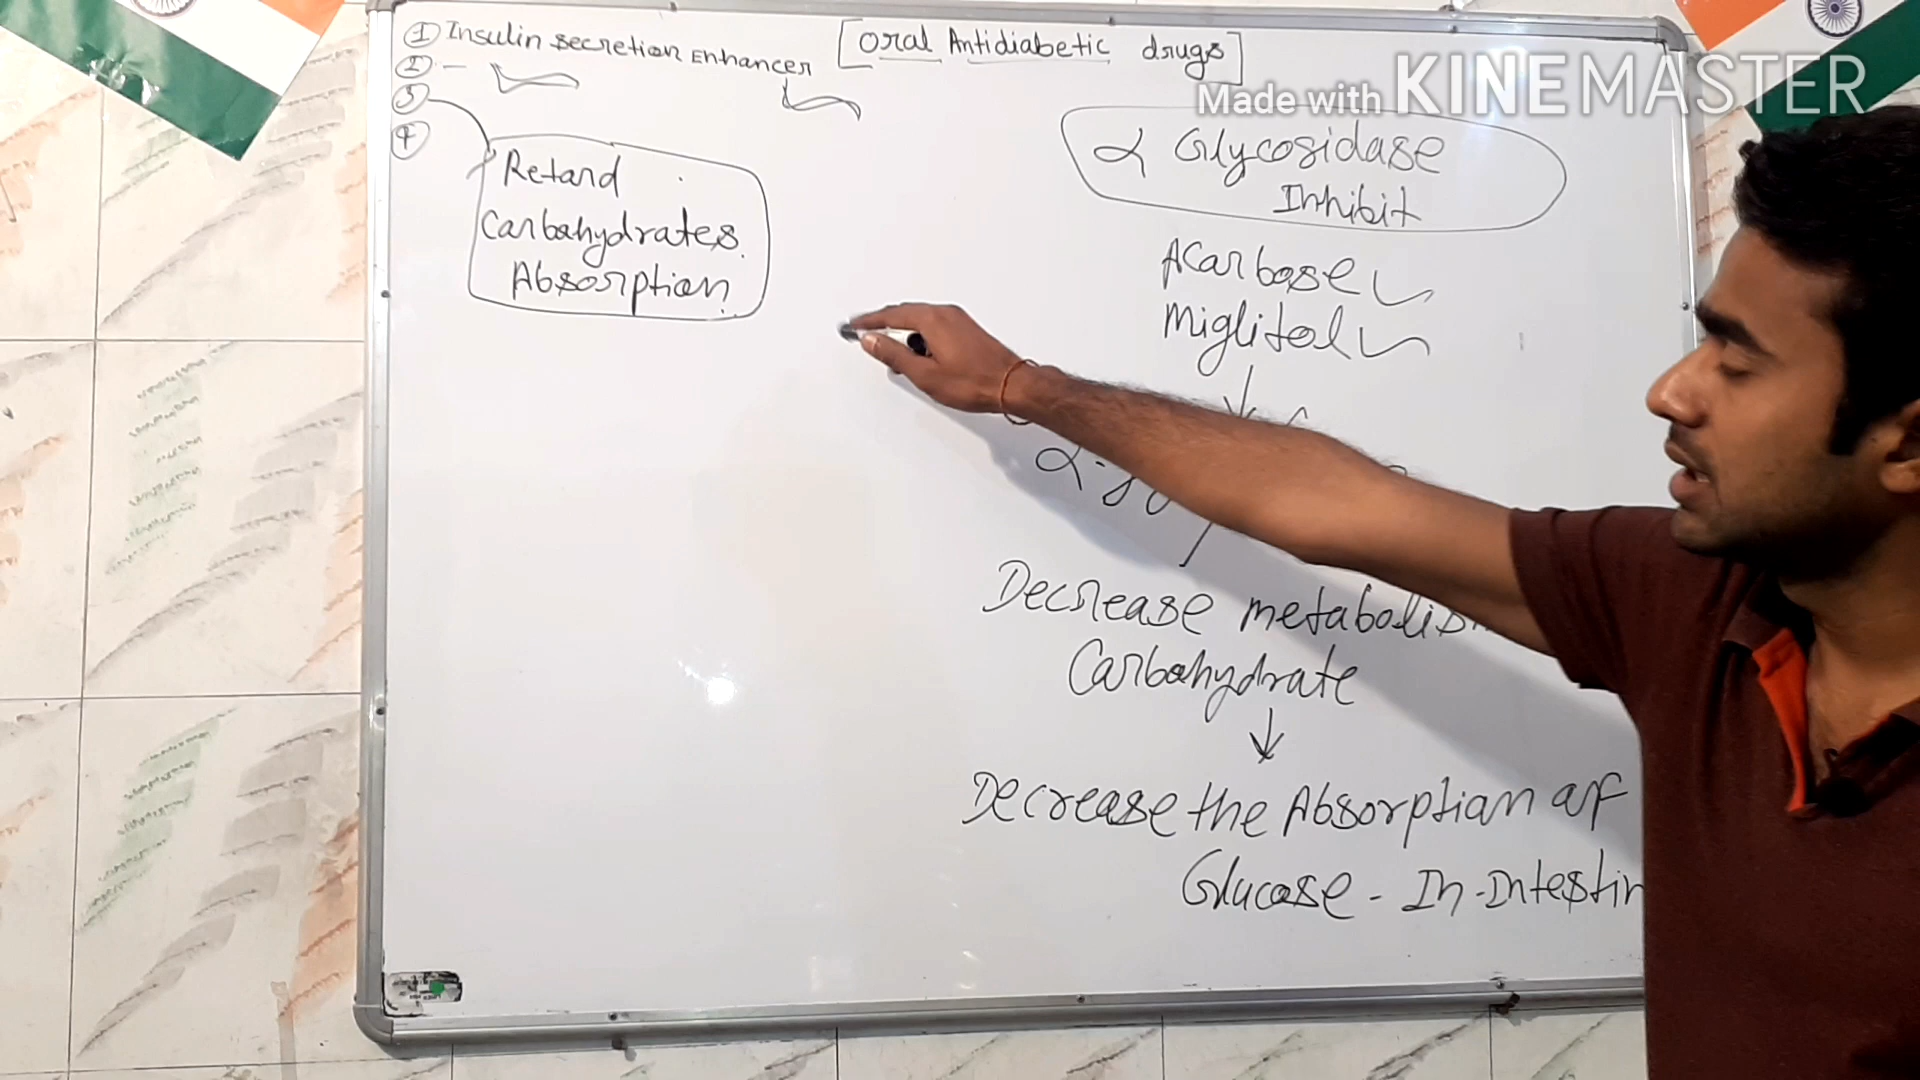 ① Insulin secretion Enhancer
[Oral Antidiabetic drugs]
② -
③
④
Retard
Carbohydrates
Absorption
Made with KINEMASTER
α Glycosidase
Inhibit
Acarbose
Miglitol
α-
Decrease metabolis
Carbohydrate
↓
Decrease the Absorption of
Glucose - In-Intestin